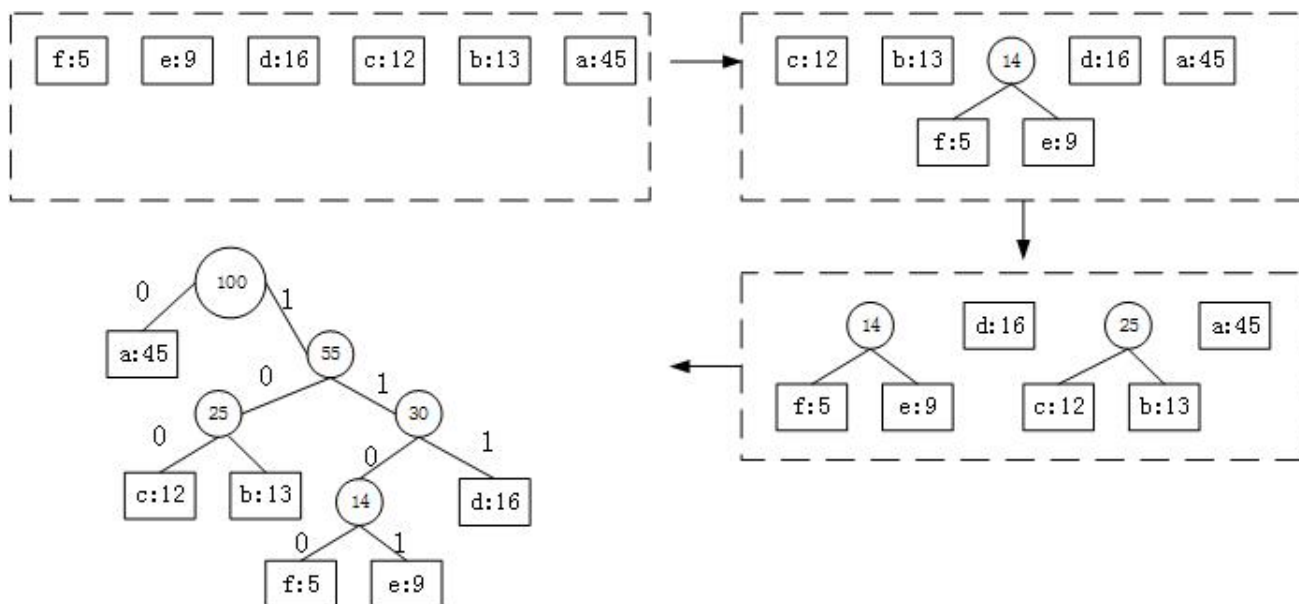 f:5 e:9 d:16 c:12 b:13 a:45
c:12 b:13 14 d:16 a:45
f:5 e:9
14 d:16 25 a:45
f:5 e:9 c:12 b:13
100
0 1
a:45 55
0 1
25 30
0 0 1
c:12 b:13 14 d:16
0 1
f:5 e:9